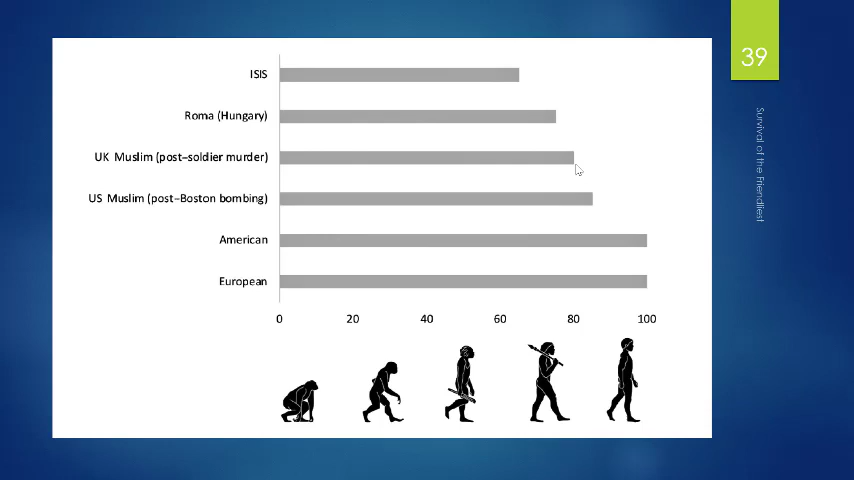 39
Survival of the Friendliest
ISIS
Roma (Hungary)
UK Muslim (post-soldier murder)
US Muslim (post-Boston bombing)
American
European
0 20 40 60 80 100